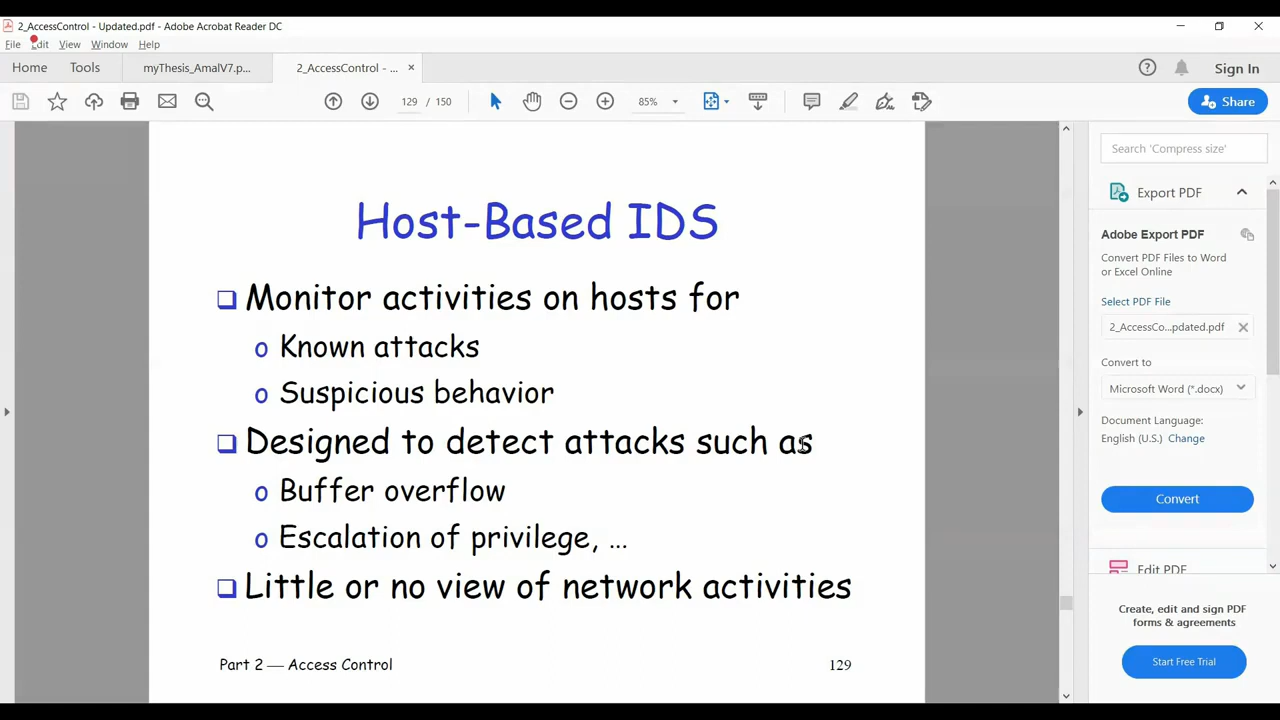 2_AccessControl - Updated.pdf - Adobe Acrobat Reader DC
File Edit View Window Help
Home Tools myThesis_AmalV7.p... 2_AccessControl - ... ×
Sign In
129 / 150
85%
Share
Host-Based IDS
Monitor activities on hosts for
o Known attacks
o Suspicious behavior
Designed to detect attacks such as
o Buffer overflow
o Escalation of privilege, ...
Little or no view of network activities
Part 2 — Access Control
129
Search 'Compress size'
Export PDF
Adobe Export PDF
Convert PDF Files to Word
or Excel Online
Select PDF File
2_AccessCo...pdated.pdf
Convert to
Microsoft Word (*.docx)
Document Language:
English (U.S.) Change
Convert
Edit PDF
Create, edit and sign PDF
forms & agreements
Start Free Trial